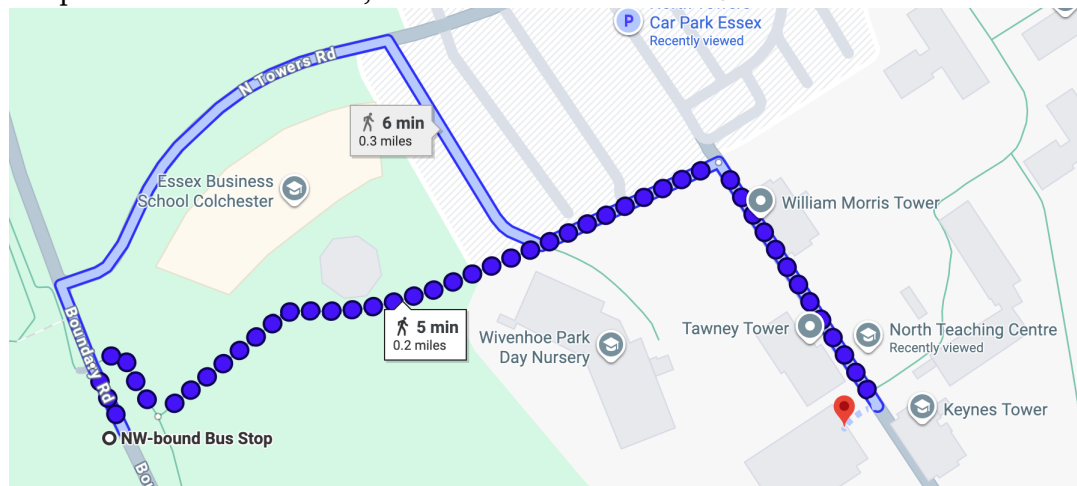 P
Car Park Essex
Recently viewed
N Towers Rd
6 min
0.3 miles
Essex Business
School Colchester
William Morris Tower
5 min
0.2 miles
Wivenhoe Park
Day Nursery
Tawney Tower
North Teaching Centre
Recently viewed
Boundary Rd
Keynes Tower
NW-bound Bus Stop